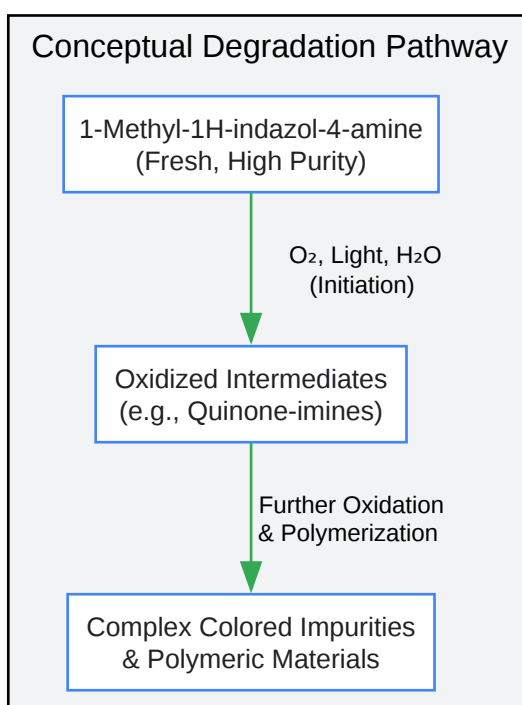 Conceptual Degradation Pathway
1-Methyl-1H-indazol-4-amine
(Fresh, High Purity)
O₂, Light, H₂O
(Initiation)
Oxidized Intermediates
(e.g., Quinone-imines)
Further Oxidation
& Polymerization
Complex Colored Impurities
& Polymeric Materials